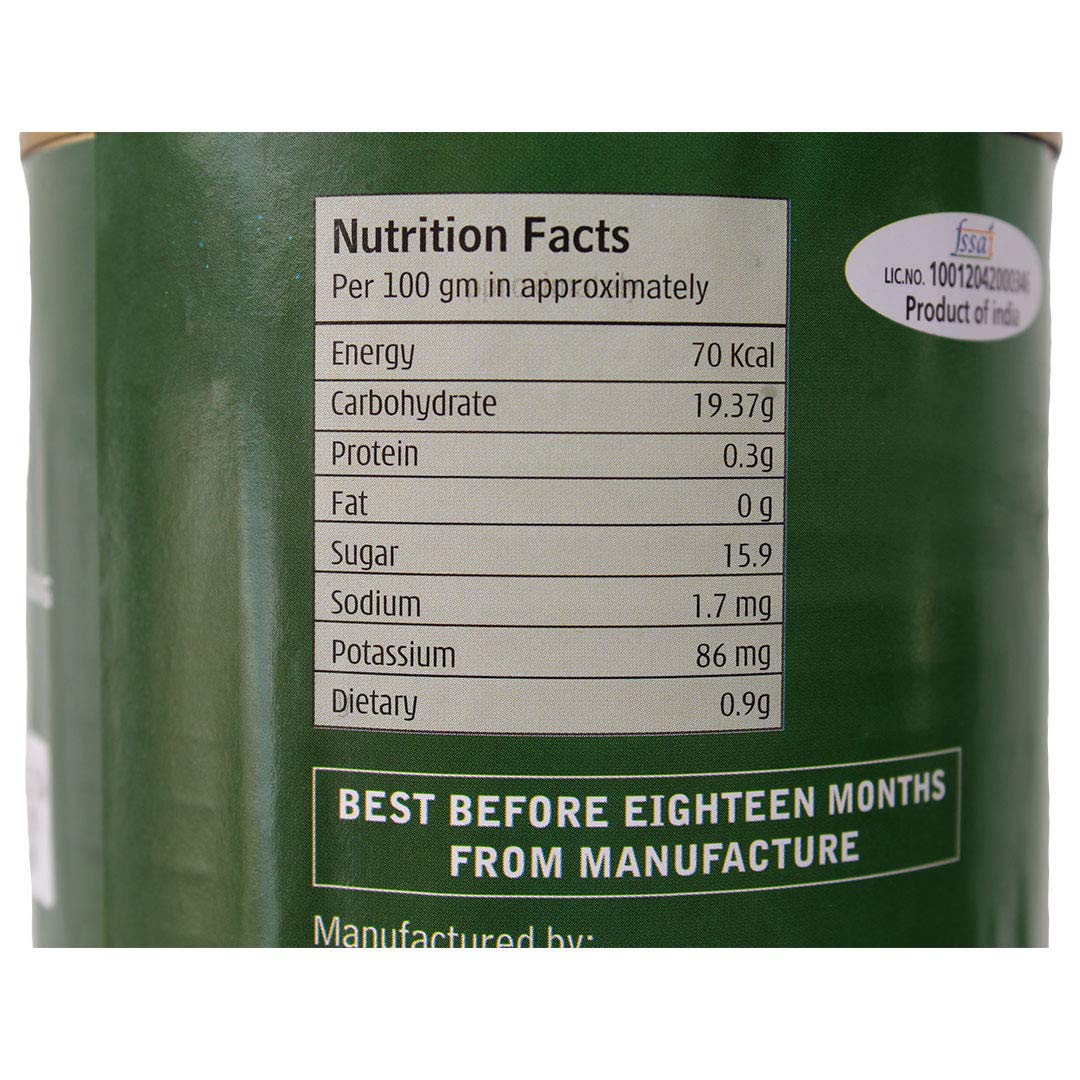 Nutrition Facts
Per 100 gm in approximately
Energy 70 Kcal
Carbohydrate 19.37g
Protein 0.3g
Fat 0 g
Sugar 15.9
Sodium 1.7 mg
Potassium 86 mg
Dietary 0.9g
fssai
LIC.NO. 10012042000346
Product of india
BEST BEFORE EIGHTEEN MONTHS
FROM MANUFACTURE
Manufactured by: